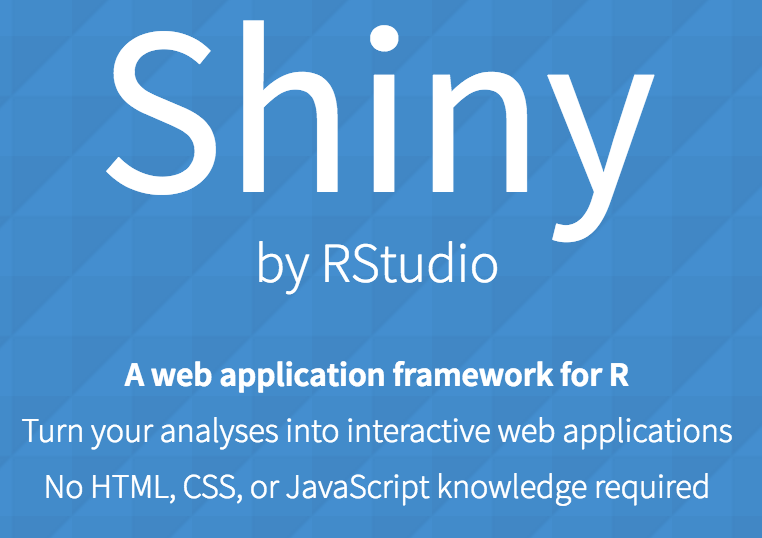 Shiny
by RStudio
A web application framework for R
Turn your analyses into interactive web applications
No HTML, CSS, or JavaScript knowledge required